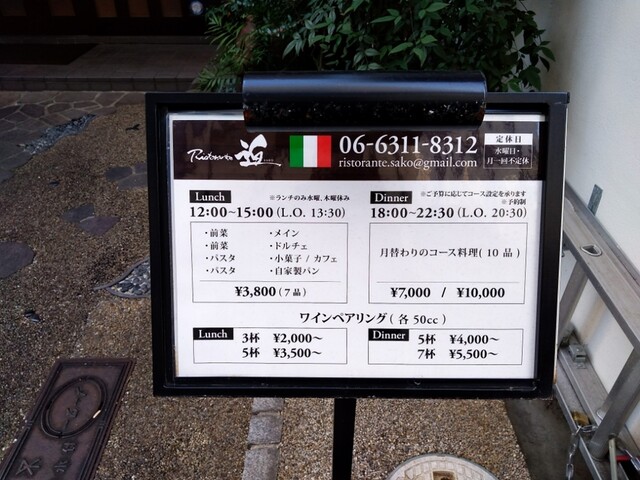 Ristorante
06-6311-8312
ristorante.sako@gmail.com
定休日
水曜日・
月一回不定休
Lunch
※ランチのみ水曜、木曜休み
12:00~15:00 (L.O. 13:30)
・前菜 ・メイン
・前菜 ・ドルチェ
・パスタ ・小菓子 / カフェ
・パスタ ・自家製パン
¥3,800 (7品)
Dinner
※ご予算に応じてコース設定を承ります
※予約制
18:00~22:30 (L.O. 20:30)
月替わりのコース料理( 10 品 )
¥7,000 / ¥10,000
ワインペアリング ( 各 50cc )
Lunch
3杯 ¥2,000~
5杯 ¥3,500~
Dinner
5杯 ¥4,000~
7杯 ¥5,500~